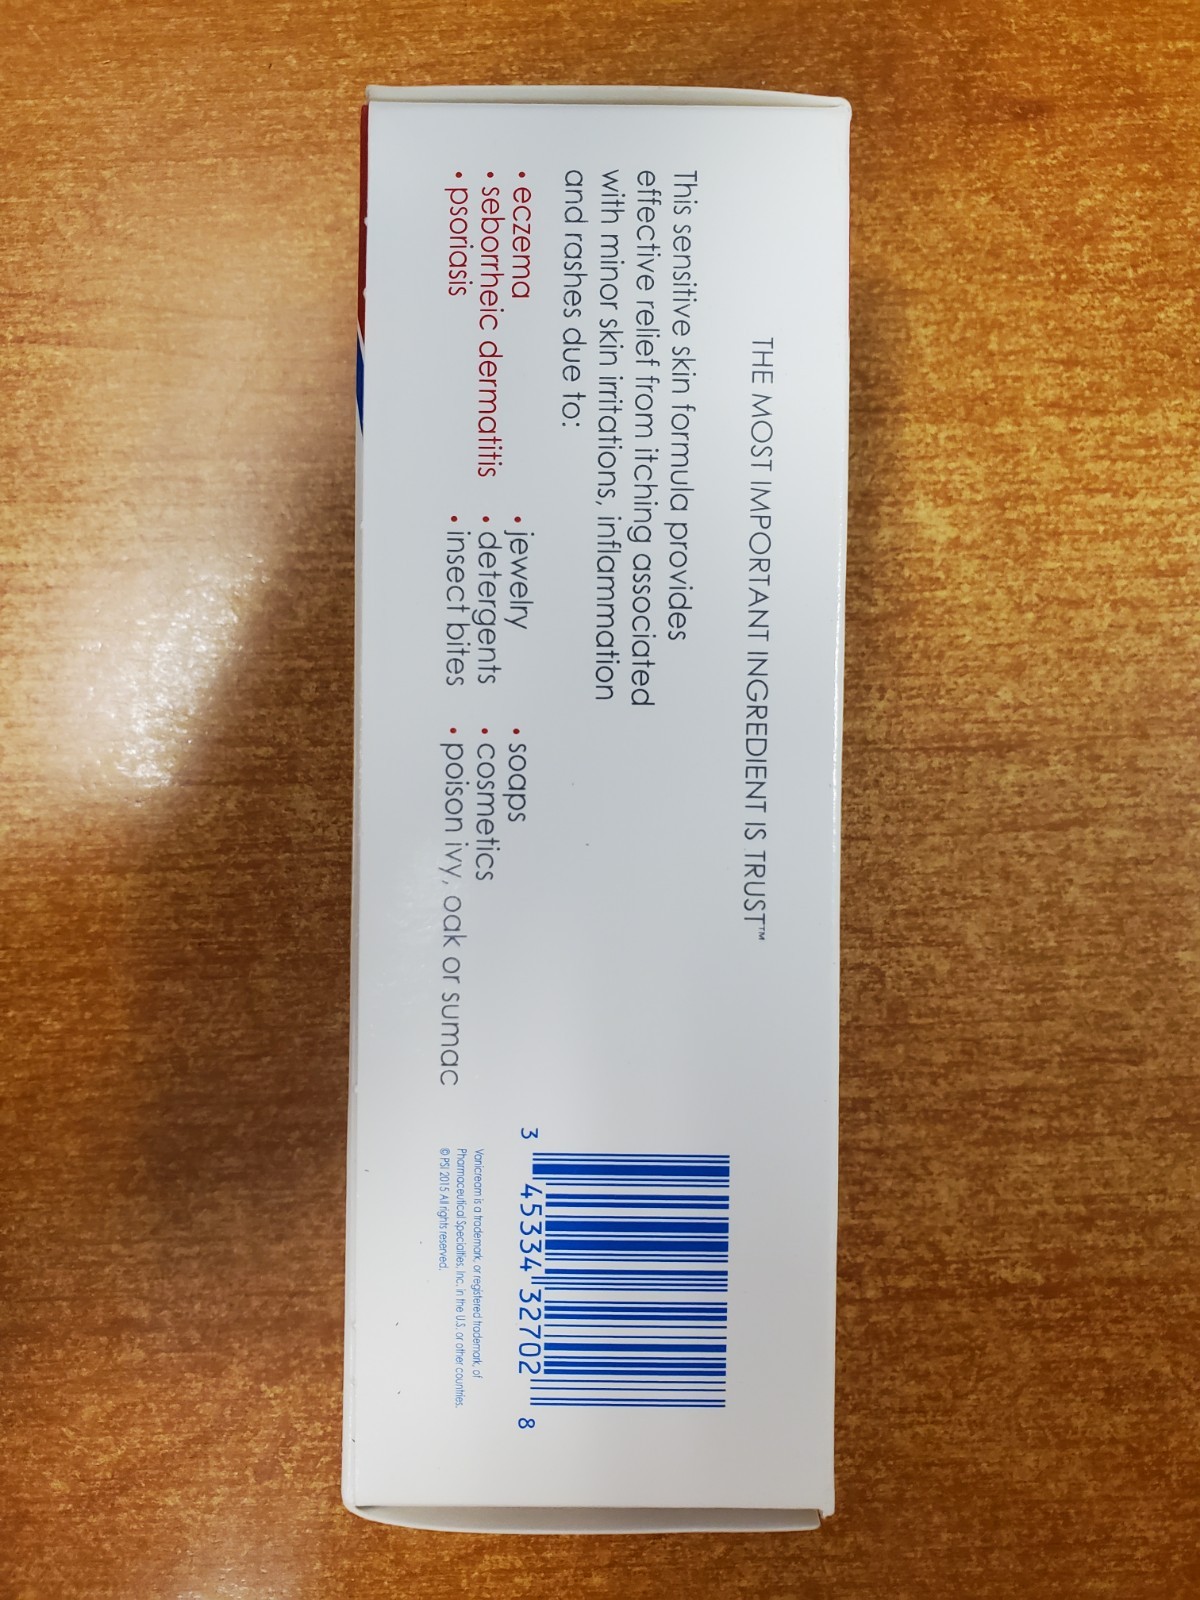 THE MOST IMPORTANT INGREDIENT IS TRUST™
This sensitive skin formula provides
effective relief from itching associated
with minor skin irritations, inflammation
and rashes due to:
• eczema
• seborrheic dermatitis
• psoriasis
• jewelry
• detergents
• insect bites
• soaps
• cosmetics
• poison ivy, oak or sumac
3 45334 32702 8
Vanicream is a trademark, or registered trademark, of
Pharmaceutical Specialties, Inc. in the U.S. or other countries.
© PSI 2015 All rights reserved.